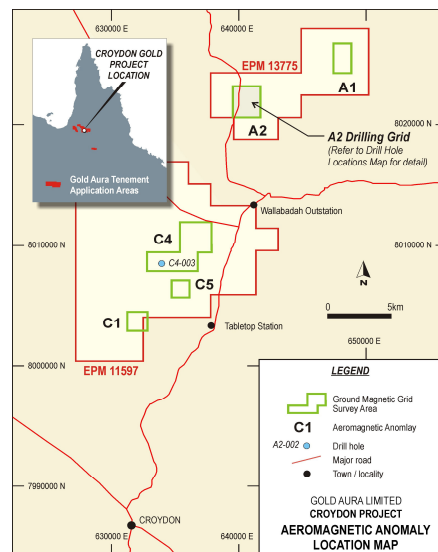 630000 E
640000 E
CROYDON GOLD
PROJECT
LOCATION
Gold Aura Tenement
Application Areas
EPM 13775
A1
A2
8020000 N
A2 Drilling Grid
(Refer to Drill Hole
Locations Map for detail)
Wallabadah Outstation
8010000 N
8010000 N
C4
C4-003
C5
C1
N
0
5km
Tabletop Station
650000 E
8000000 N
EPM 11597
LEGEND
Ground Magnetic Grid
Survey Area
C1
Aeromagnetic Anomlay
A2-002
Drill hole
Major road
Town / locality
7990000 N
CROYDON
630000 E
640000 E
GOLD AURA LIMITED
CROYDON PROJECT
AEROMAGNETIC ANOMALY
LOCATION MAP